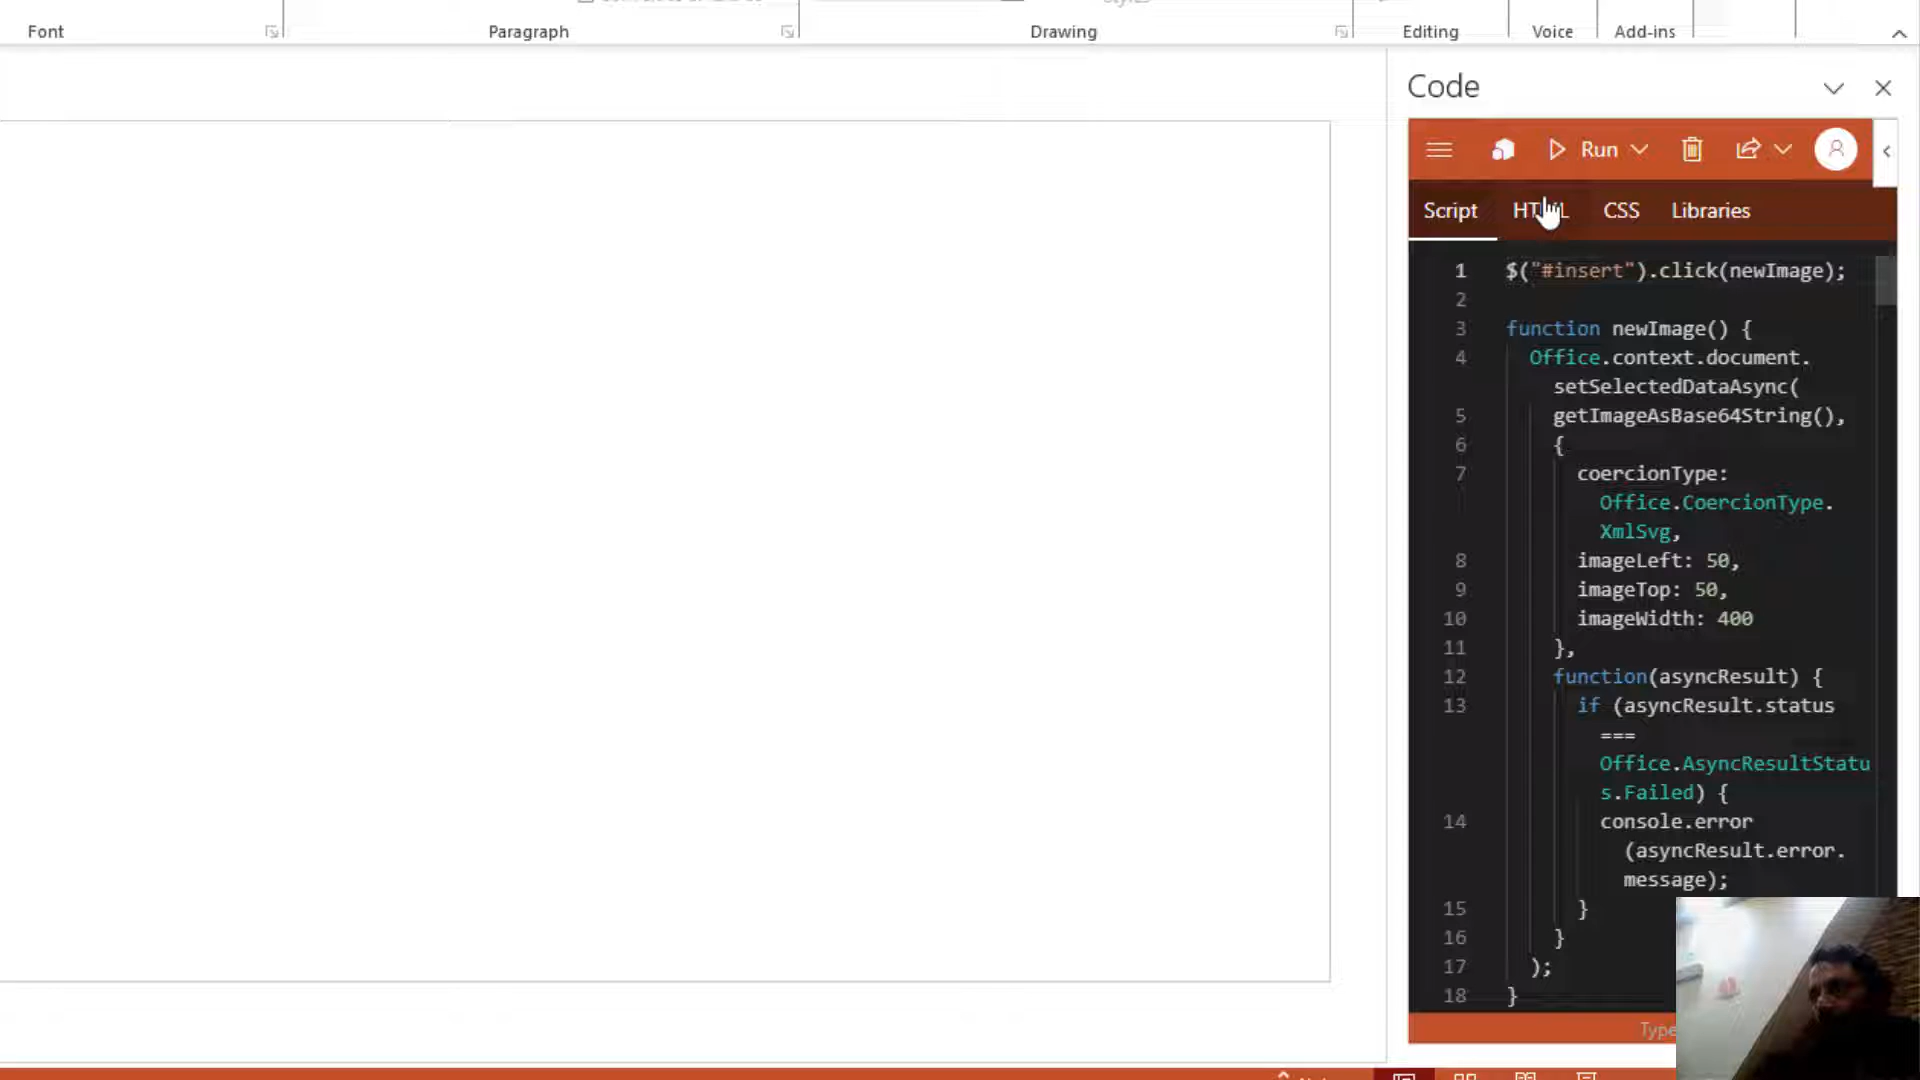 Font
Paragraph
Drawing
Editing
Voice
Add-ins
Code
Run
Script
HTML
CSS
Libraries
1 $("#insert").click(newImage);
2
3 function newImage() {
4 Office.context.document.
setSelectedDataAsync(
5 getImageAsBase64String(),
6 {
7 coercionType:
Office.CoercionType.
XmlSvg,
8 imageLeft: 50,
9 imageTop: 50,
10 imageWidth: 400
11 },
12 function(asyncResult) {
13 if (asyncResult.status
===
Office.AsyncResultStatu
s.Failed) {
14 console.error
(asyncResult.error.
message);
15 }
16 }
17 );
18 }